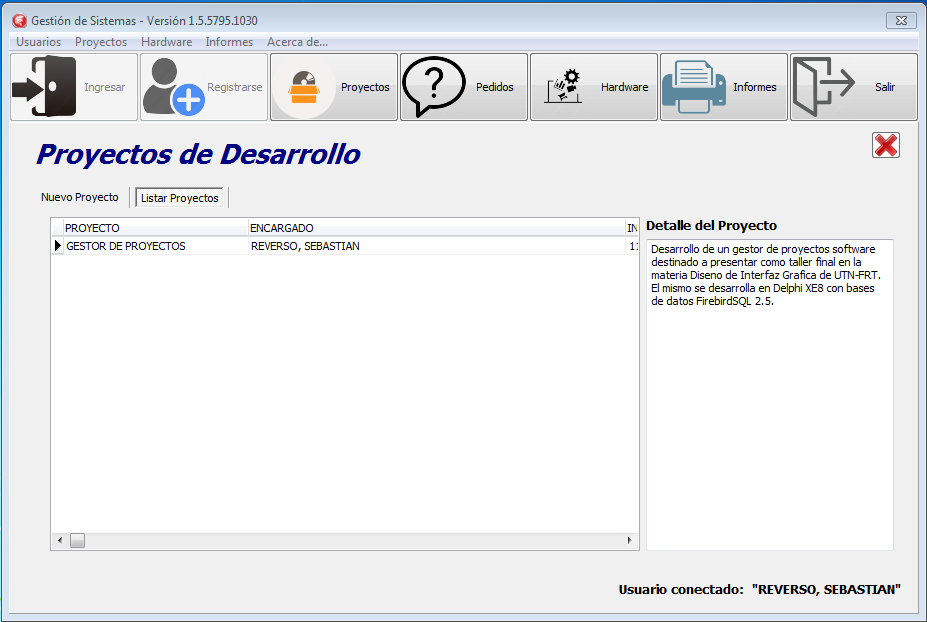 Gestión de Sistemas - Versión 1.5.5795.1030
Usuarios Proyectos Hardware Informes Acerca de...
Ingresar Registrarse Proyectos Pedidos Hardware Informes Salir
Proyectos de Desarrollo
Nuevo Proyecto Listar Proyectos
PROYECTO ENCARGADO IN
GESTOR DE PROYECTOS REVERSO, SEBASTIAN 11
Detalle del Proyecto
Desarrollo de un gestor de proyectos software
destinado a presentar como taller final en la
materia Diseno de Interfaz Grafica de UTN-FRT.
El mismo se desarrolla en Delphi XE8 con bases
de datos FirebirdSQL 2.5.
Usuario conectado: "REVERSO, SEBASTIAN"